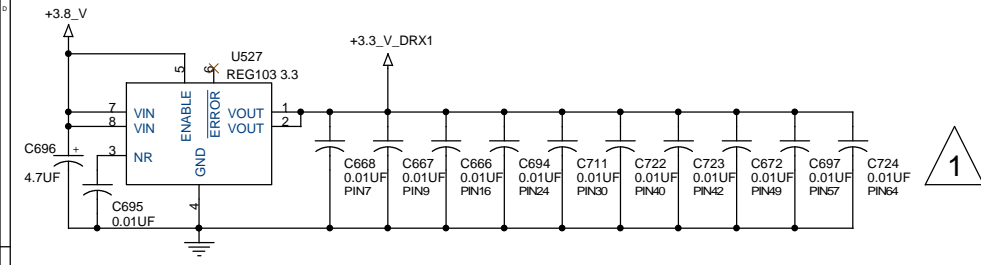 D
+3.8_V
+3.3_V_DRX1
U527
REG103 3.3
5
6
7
VIN
8
VIN
ENABLE
ERROR
VOUT
1
VOUT
2
3
NR
GND
4
C696
+
4.7UF
C695
0.01UF
C668
0.01UF
PIN7
C667
0.01UF
PIN9
C666
0.01UF
PIN16
C694
0.01UF
PIN24
C711
0.01UF
PIN30
C722
0.01UF
PIN40
C723
0.01UF
PIN42
C672
0.01UF
PIN49
C697
0.01UF
PIN57
C724
0.01UF
PIN64
1